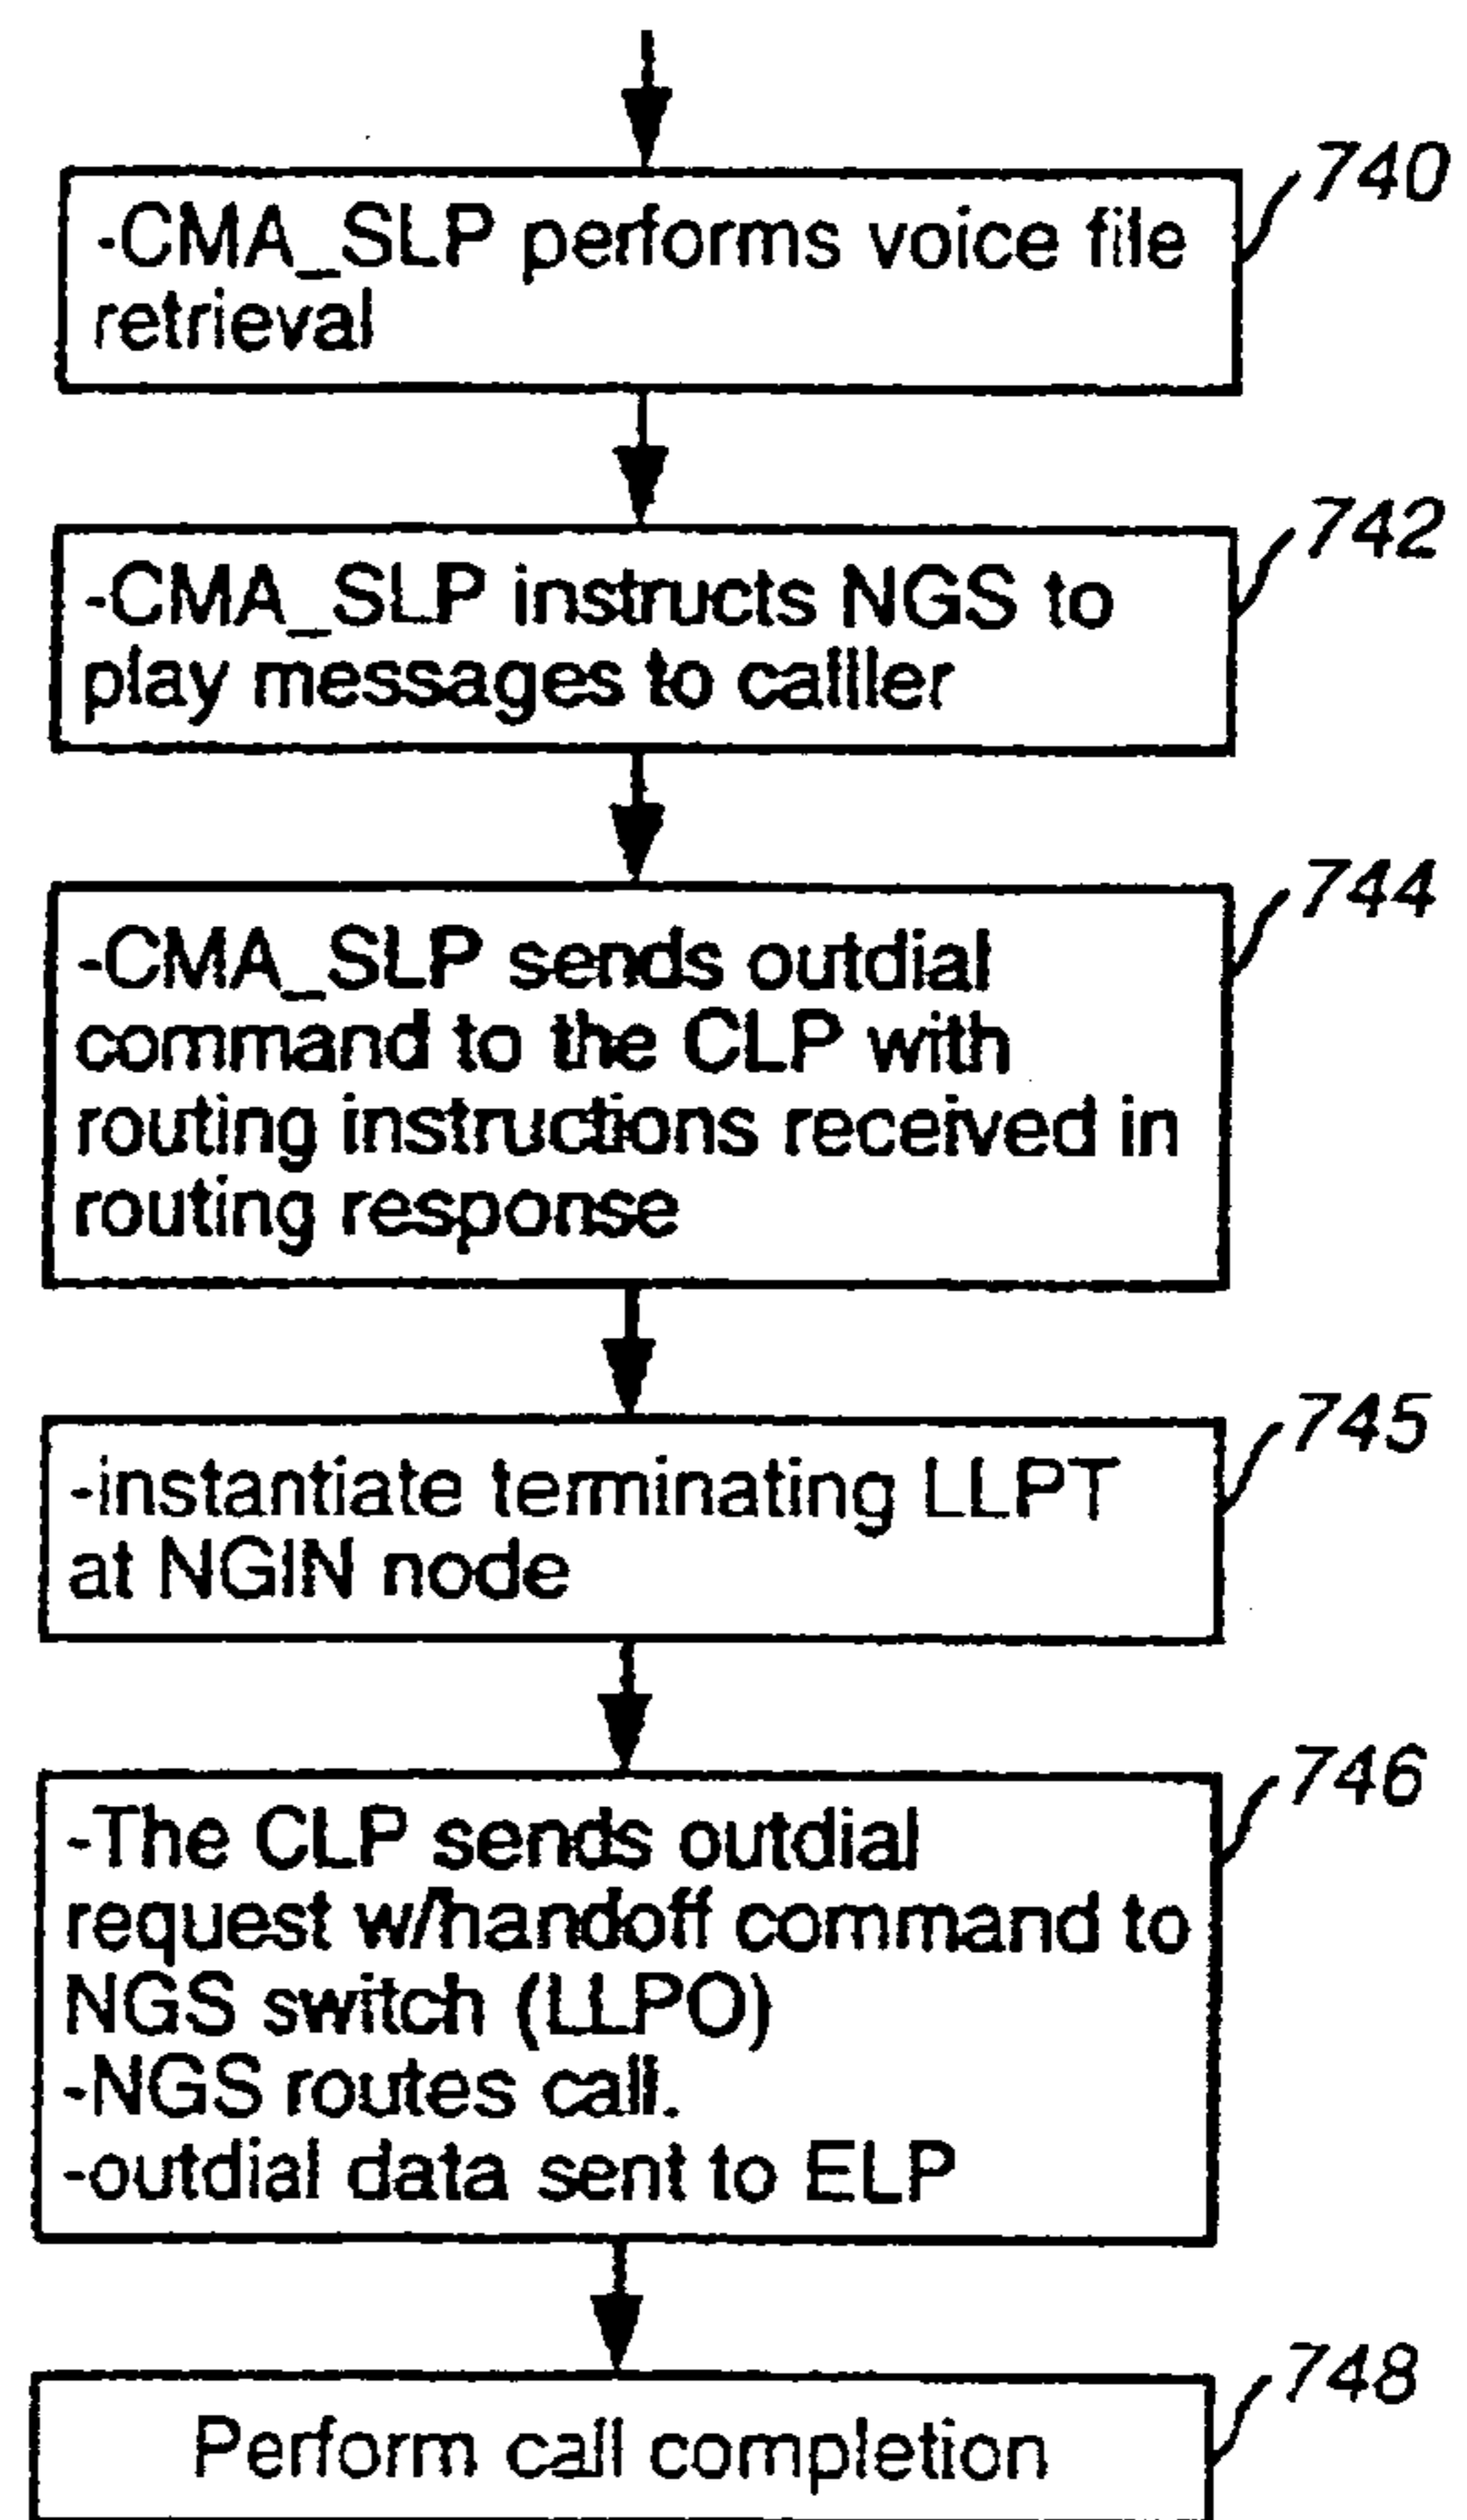 740
-CMA_SLP performs voice file
retrieval
742
-CMA_SLP instructs NGS to
play messages to calller
744
-CMA_SLP sends outdial
command to the CLP with
routing instructions received in
routing response
745
-instantiate terminating LLPT
at NGIN node
746
-The CLP sends outdial
request w/handoff command to
NGS switch (LLPO)
-NGS routes call.
-outdial data sent to ELP
748
Perform call completion